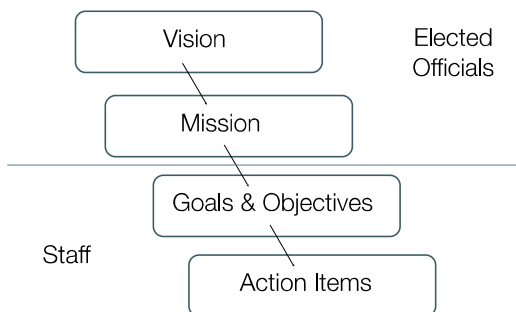 Vision
Elected
Officials
Mission
Goals & Objectives
Staff
Action Items